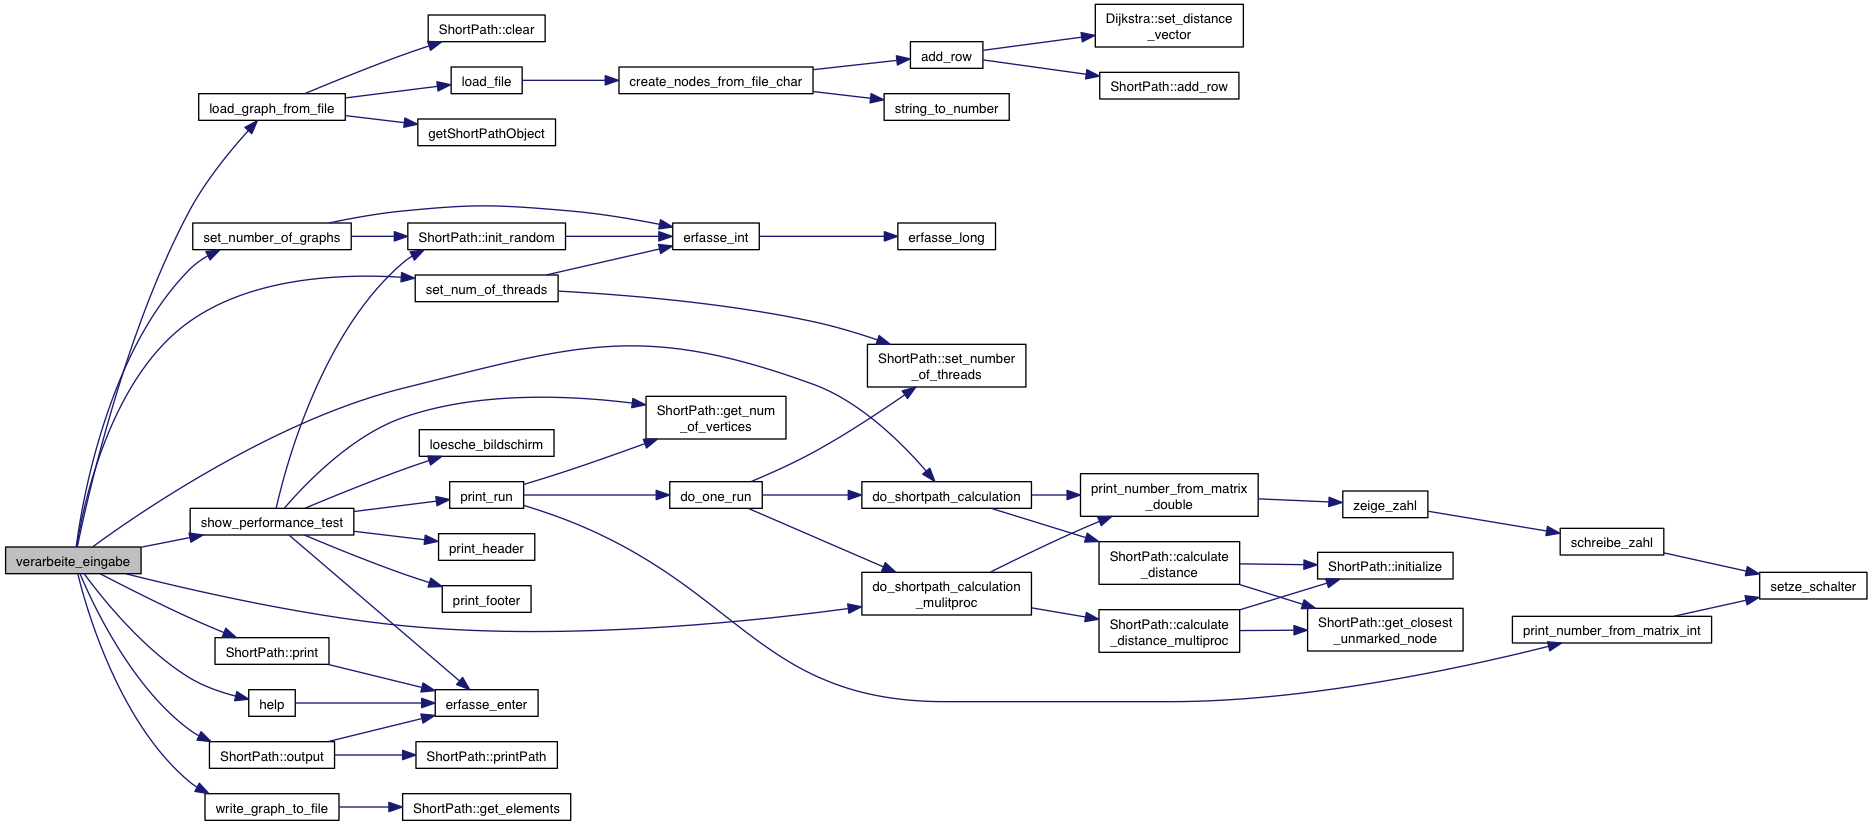 Dijkstra::set_distance
_vector
ShortPath::clear
add_row
load_file
create_nodes_from_file_char
ShortPath::add_row
load_graph_from_file
string_to_number
getShortPathObject
set_number_of_graphs
ShortPath::init_random
erfasse_int
erfasse_long
set_num_of_threads
ShortPath::set_number
_of_threads
ShortPath::get_num
_of_vertices
loesche_bildschirm
print_run
do_one_run
do_shortpath_calculation
print_number_from_matrix
_double
zeige_zahl
show_performance_test
print_header
schreibe_zahl
verarbeite_eingabe
ShortPath::calculate
_distance
ShortPath::initialize
print_footer
do_shortpath_calculation
_mulitproc
setze_schalter
ShortPath::calculate
_distance_multiproc
ShortPath::get_closest
_unmarked_node
print_number_from_matrix_int
ShortPath::print
help
erfasse_enter
ShortPath::output
ShortPath::printPath
write_graph_to_file
ShortPath::get_elements